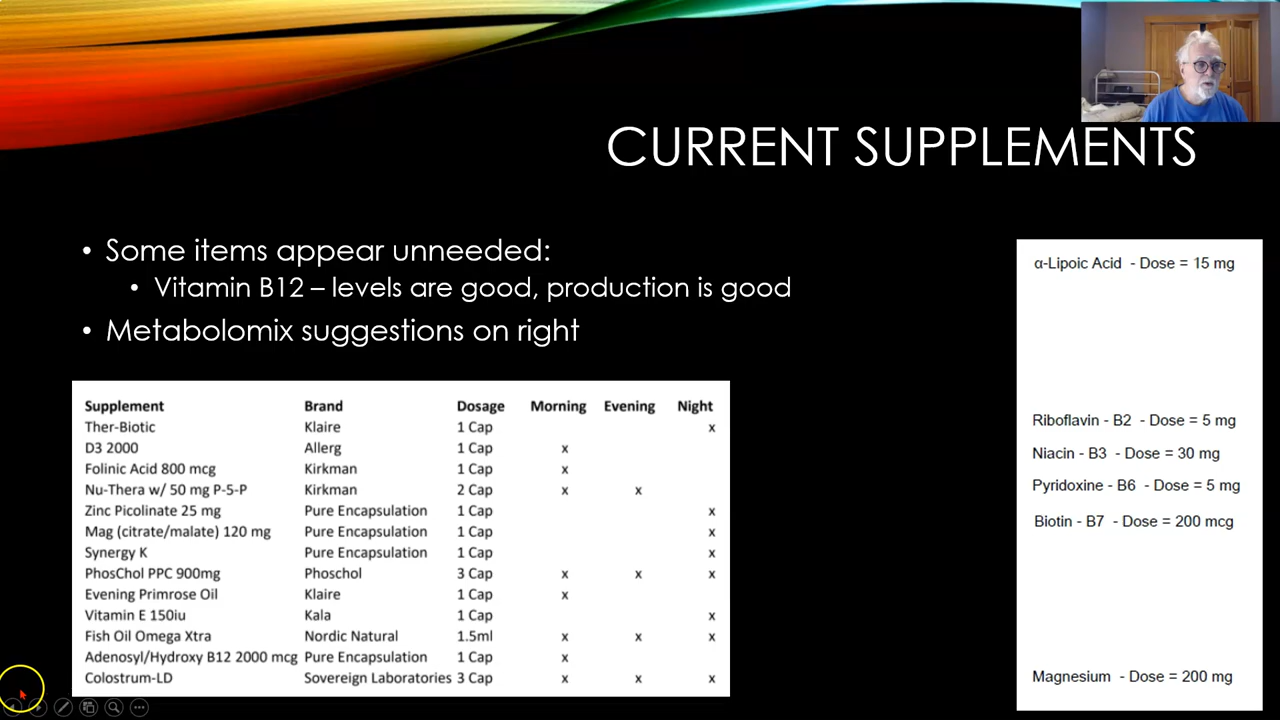 CURRENT SUPPLEMENTS
• Some items appear unneeded:
• Vitamin B12 – levels are good, production is good
• Metabolomix suggestions on right
Supplement Brand Dosage Morning Evening Night
Ther-Biotic Klaire 1 Cap x
D3 2000 Allerg 1 Cap x
Folinic Acid 800 mcg Kirkman 1 Cap x
Nu-Thera w/ 50 mg P-5-P Kirkman 2 Cap x x
Zinc Picolinate 25 mg Pure Encapsulation 1 Cap x
Mag (citrate/malate) 120 mg Pure Encapsulation 1 Cap x
Synergy K Pure Encapsulation 1 Cap x
PhosChol PPC 900mg Phoschol 3 Cap x x x
Evening Primrose Oil Klaire 1 Cap x
Vitamin E 150iu Kala 1 Cap x
Fish Oil Omega Xtra Nordic Natural 1.5ml x x x
Adenosyl/Hydroxy B12 2000 mcg Pure Encapsulation 1 Cap x
Colostrum-LD Sovereign Laboratories 3 Cap x x x
α-Lipoic Acid - Dose = 15 mg
Riboflavin - B2 - Dose = 5 mg
Niacin - B3 - Dose = 30 mg
Pyridoxine - B6 - Dose = 5 mg
Biotin - B7 - Dose = 200 mcg
Magnesium - Dose = 200 mg